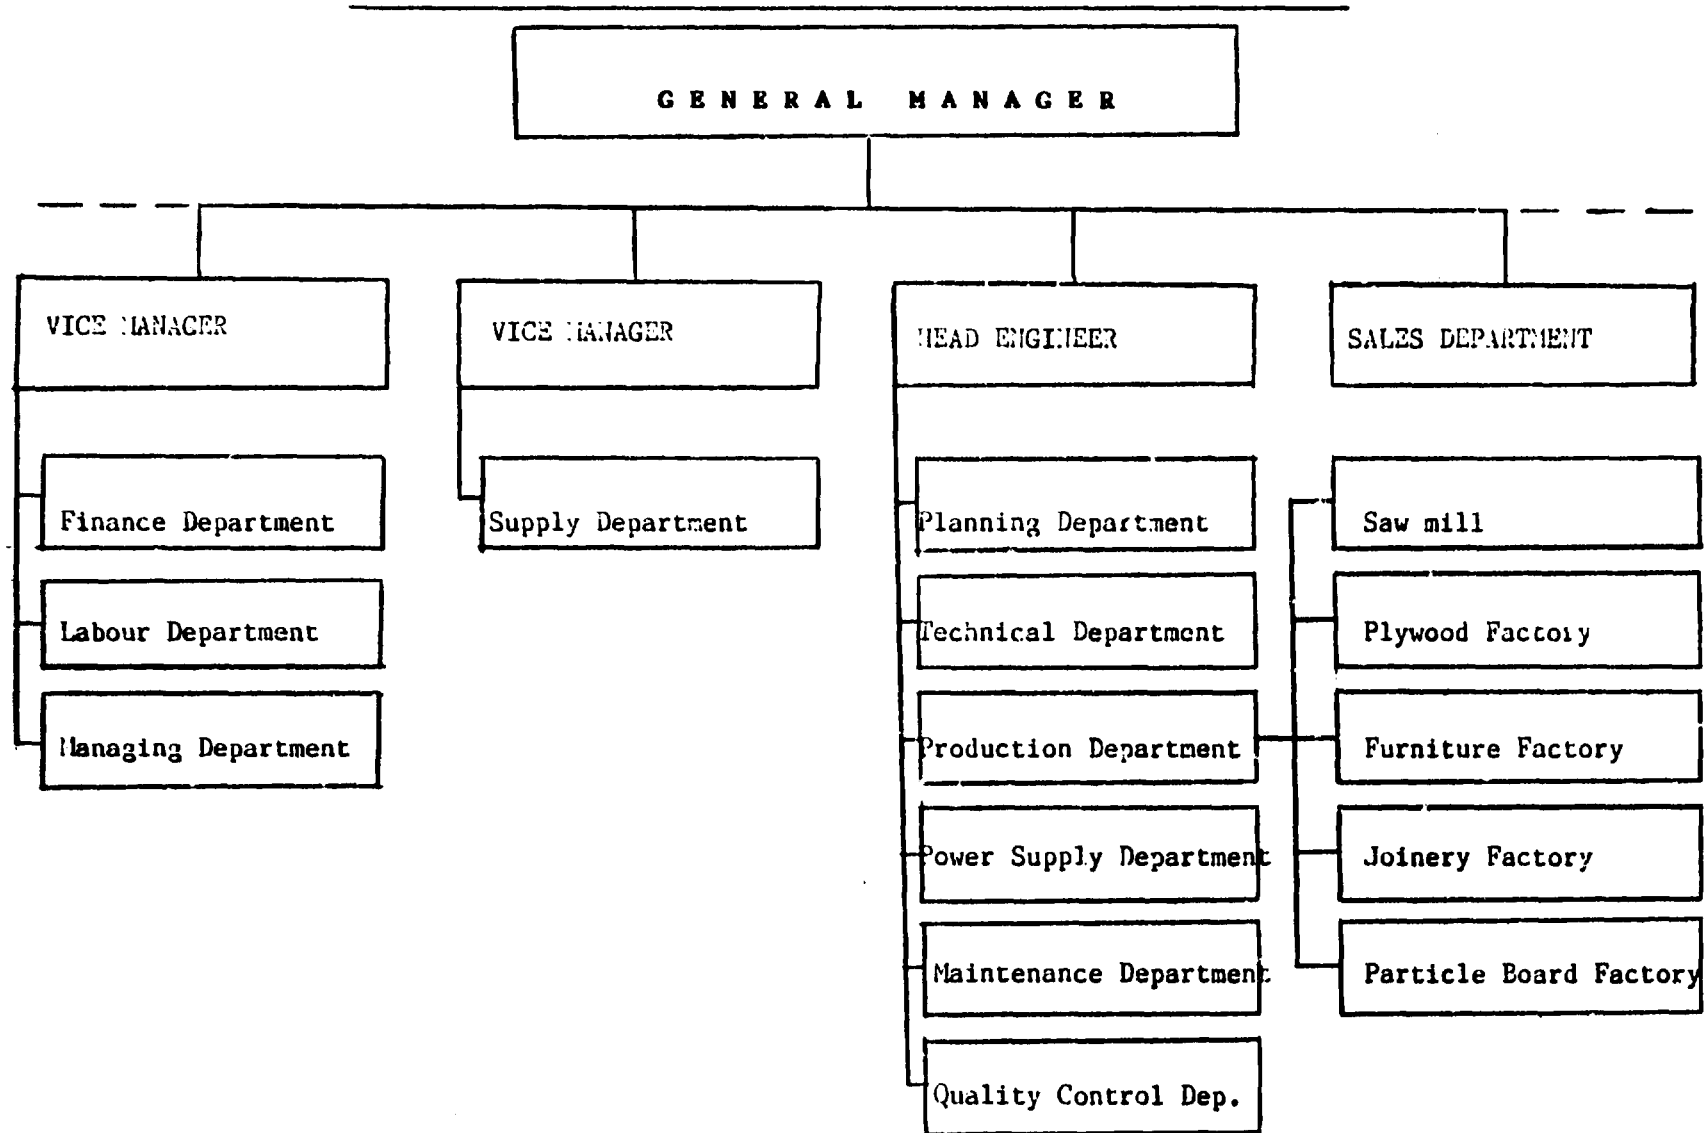 GENERAL MANAGER
VICE MANAGER
VICE MANAGER
HEAD ENGINEER
SALES DEPARTMENT
Finance Department
Labour Department
Managing Department
Supply Department
Planning Department
Technical Department
Production Department
Power Supply Department
Maintenance Department
Quality Control Dep.
Saw mill
Plywood Factory
Furniture Factory
Joinery Factory
Particle Board Factory